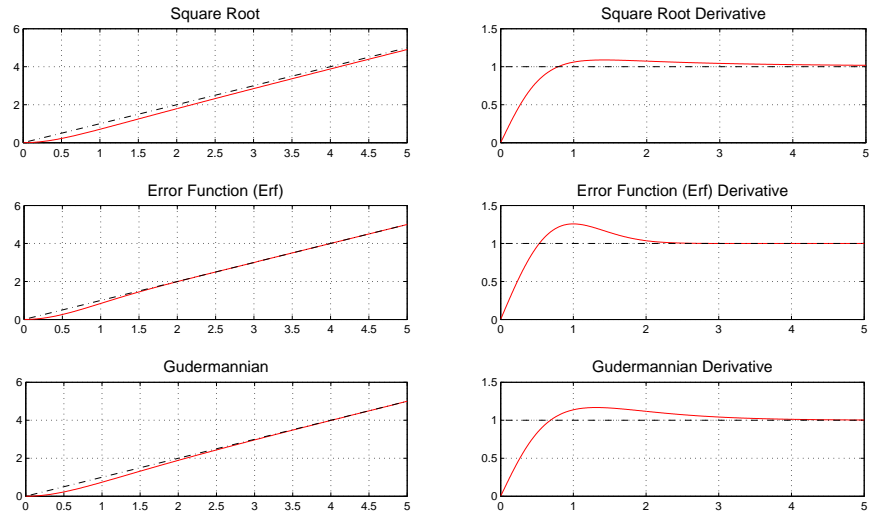 Square Root
6
4
2
0
0 0.5 1 1.5 2 2.5 3 3.5 4 4.5 5
Square Root Derivative
1.5
1
0.5
0
0 1 2 3 4 5
Error Function (Erf)
6
4
2
0
0 0.5 1 1.5 2 2.5 3 3.5 4 4.5 5
Error Function (Erf) Derivative
1.5
1
0.5
0
0 1 2 3 4 5
Gudermannian
6
4
2
0
0 0.5 1 1.5 2 2.5 3 3.5 4 4.5 5
Gudermannian Derivative
1.5
1
0.5
0
0 1 2 3 4 5